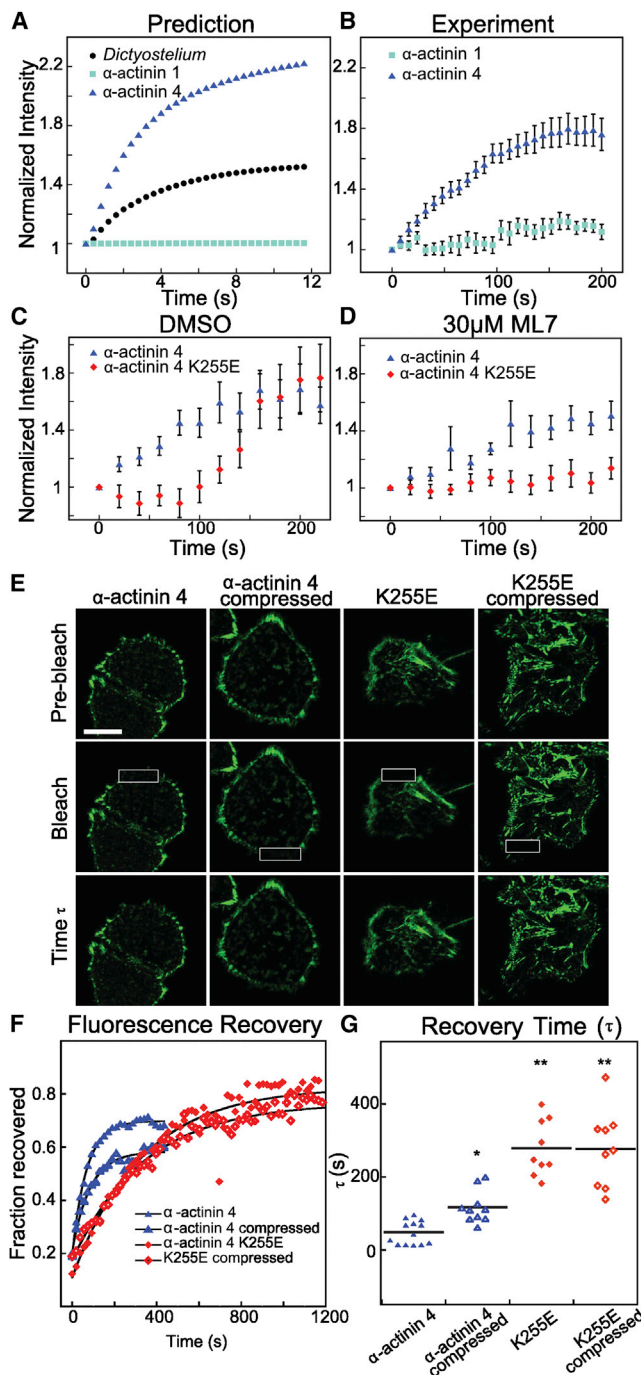 A Prediction
Normalized Intensity
2.2
1.8
1.4
1
Dictyostelium
α-actinin 1
α-actinin 4
0 4 8 12
Time (s)
B Experiment
2.2
1.8
1.4
1
α-actinin 1
α-actinin 4
0 100 200
Time (s)
C DMSO
Normalized Intensity
1.8
1.4
1
α-actinin 4
α-actinin 4 K255E
0 100 200
Time (s)
D 30µM ML7
1.8
1.4
1
α-actinin 4
α-actinin 4 K255E
0 100 200
Time (s)
E
α-actinin 4
α-actinin 4
compressed
K255E
K255E
compressed
Pre-bleach
Bleach
Time τ
F Fluorescence Recovery
Fraction recovered
0.8
0.6
0.4
0.2
α-actinin 4
α-actinin 4 compressed
α-actinin 4 K255E
K255E compressed
0 400 800 1200
Time (s)
G Recovery Time (τ)
τ (s)
400
200
0
*
**
**
α-actinin 4
α-actinin 4
compressed
K255E
K255E
compressed